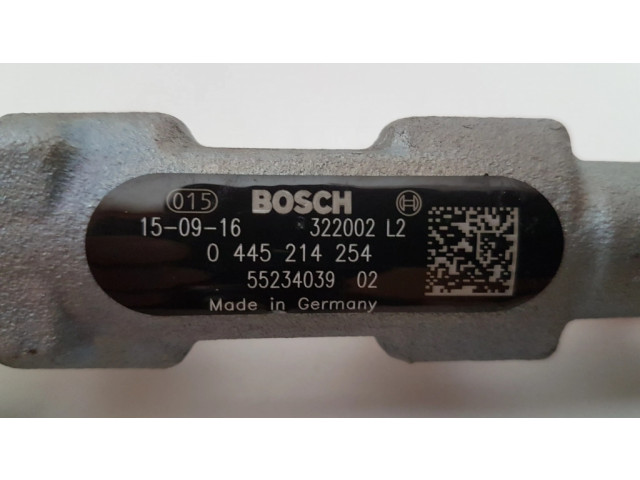 015 BOSCH
15-09-16 322002 L2
0 445 214 254
55234039 02
Made in Germany